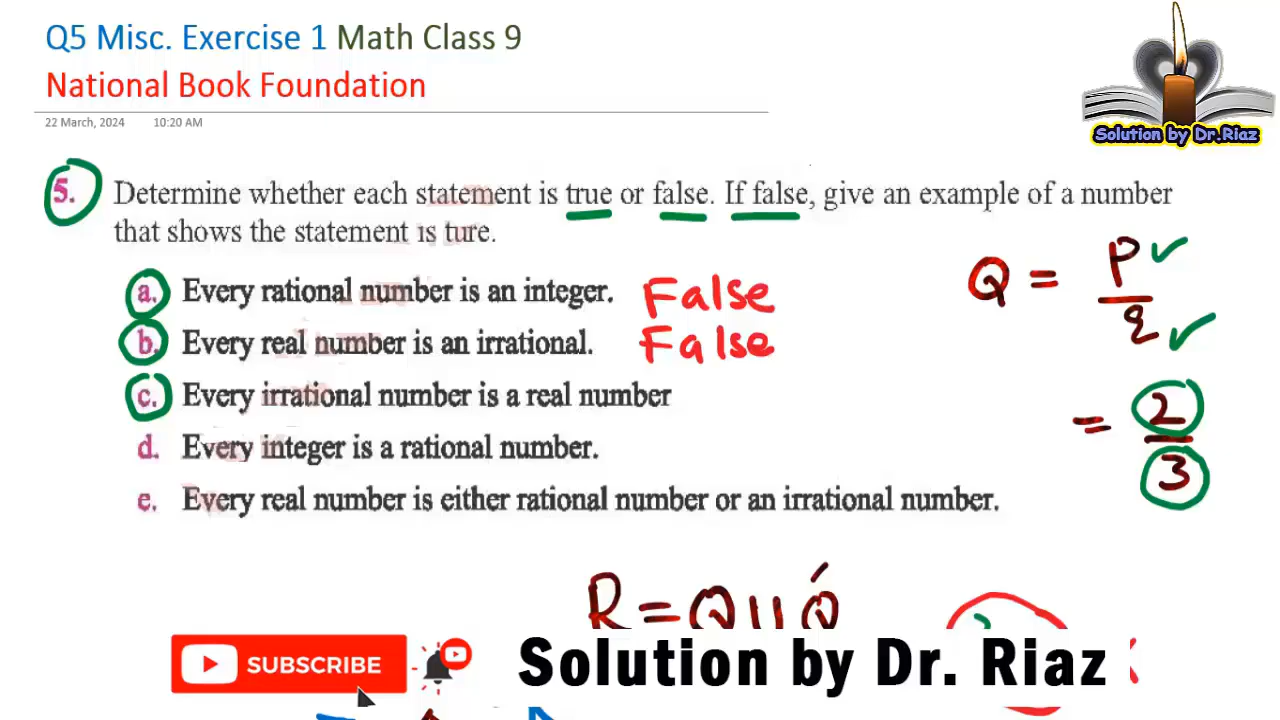 Q5 Misc. Exercise 1 Math Class 9
National Book Foundation
22 March, 2024 10:20 AM
Solution by Dr.Riaz
5. Determine whether each statement is true or false. If false, give an example of a number
that shows the statement is ture.
a. Every rational number is an integer. False
b. Every real number is an irrational. False
c. Every irrational number is a real number
d. Every integer is a rational number.
e. Every real number is either rational number or an irrational number.
Q = p/q
= 2/3
R = Q U Q́
SUBSCRIBE
Solution by Dr. Riaz